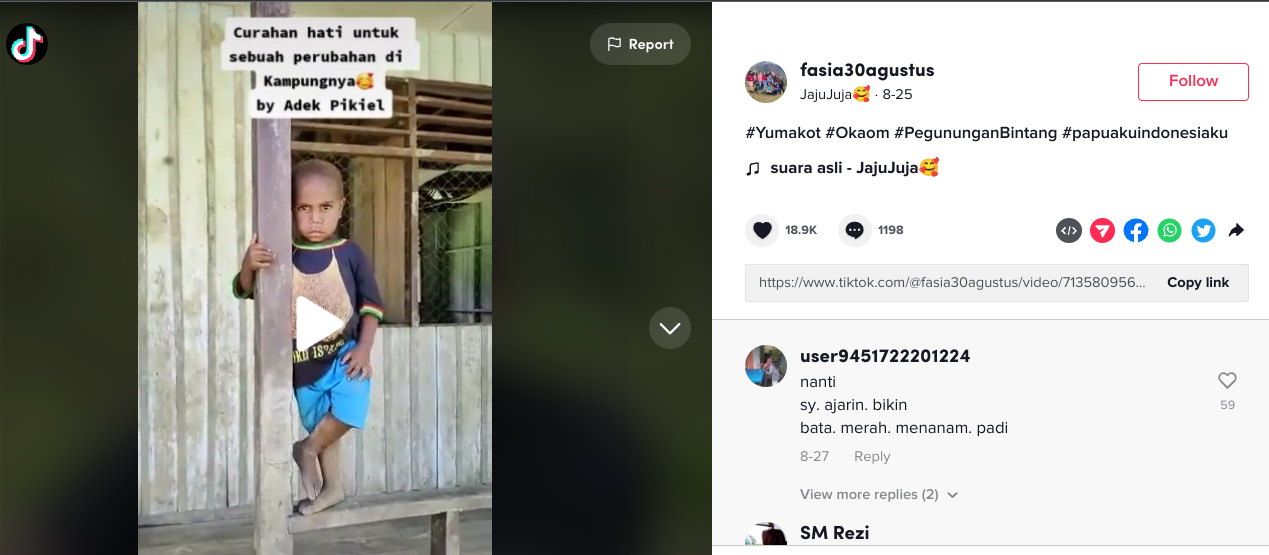 Curahan hati untuk
sebuah perubahan di
Kampungnya🥰
by Adek Pikiel
Report
fasia30agustus
JajuJuja🥰 · 8-25
Follow
#Yumakot #Okaom #PegununganBintang #papuakuindonesiaku
suara asli - JajuJuja🥰
18.9K
1198
https://www.tiktok.com/@fasia30agustus/video/713580956...
Copy link
user9451722201224
nanti
sy. ajarin. bikin
bata. merah. menanam. padi
59
8-27 Reply
View more replies (2)
SM Rezi